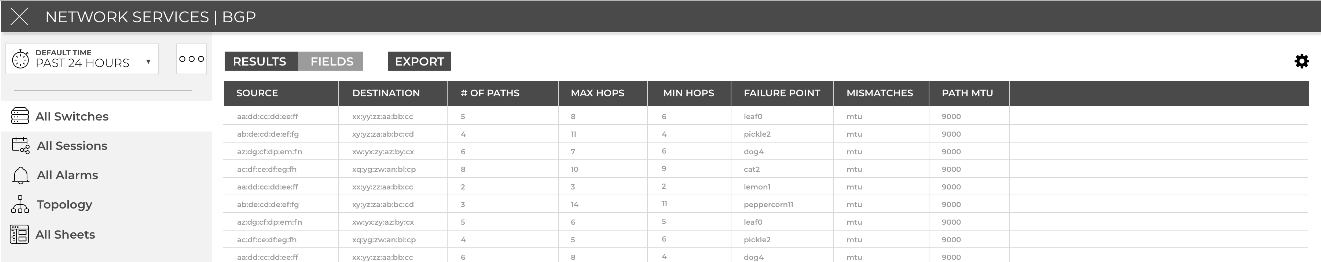 NETWORK SERVICES | BGP
DEFAULT TIME
PAST 24 HOURS
RESULTS FIELDS EXPORT
All Switches
All Sessions
All Alarms
Topology
All Sheets
SOURCE DESTINATION # OF PATHS MAX HOPS MIN HOPS FAILURE POINT MISMATCHES PATH MTU
aa:dd:cc:dd:ee:ff xx:yy:zz:aa:bb:cc 5 8 6 leaf0 mtu 9000
ab:de:cd:de:ef:fg xy:yz:za:ab:bc:cd 4 11 4 pickle2 mtu 9000
az:dg:cf:dp:em:fn xw:yx:zy:az:by:cx 6 7 6 dog4 mtu 9000
ac:df:ce:df:eg:fh xq:yg:zw:an:bl:cp 8 10 9 cat2 mtu 9000
aa:dd:cc:dd:ee:ff xx:yy:zz:aa:bb:cc 2 3 2 lemon1 mtu 9000
ab:de:cd:de:ef:fg xy:yz:za:ab:bc:cd 3 14 11 peppercorn11 mtu 9000
az:dg:cf:dp:em:fn xw:yx:zy:az:by:cx 5 6 5 leaf0 mtu 9000
ac:df:ce:df:eg:fh xq:yg:zw:an:bl:cp 4 5 6 pickle2 mtu 9000
aa:dd:cc:dd:ee:ff xx:yy:zz:aa:bb:cc 6 8 4 dog4 mtu 9000